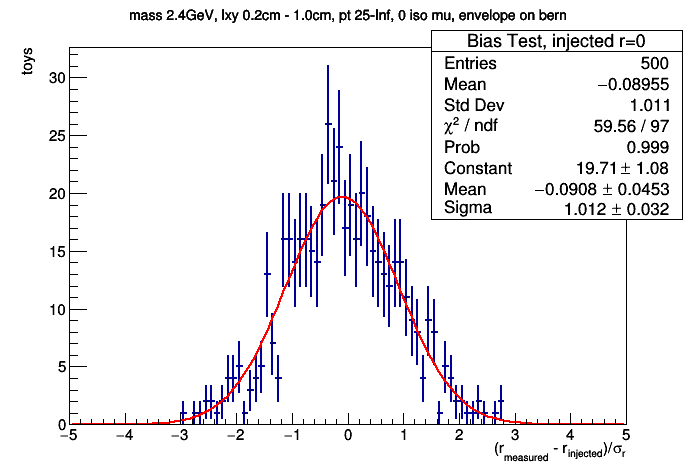 mass 2.4GeV, lxy 0.2cm - 1.0cm, pt 25-Inf, 0 iso mu, envelope on bern
Bias Test, injected r=0
Entries 500
Mean −0.08955
Std Dev 1.011
χ² / ndf 59.56 / 97
Prob 0.999
Constant 19.71 ± 1.08
Mean −0.0908 ± 0.0453
Sigma 1.012 ± 0.032
toys
30
25
20
15
10
5
0
−5 −4 −3 −2 −1 0 1 2 3 4 5
(r_measured - r_injected)/σ_r